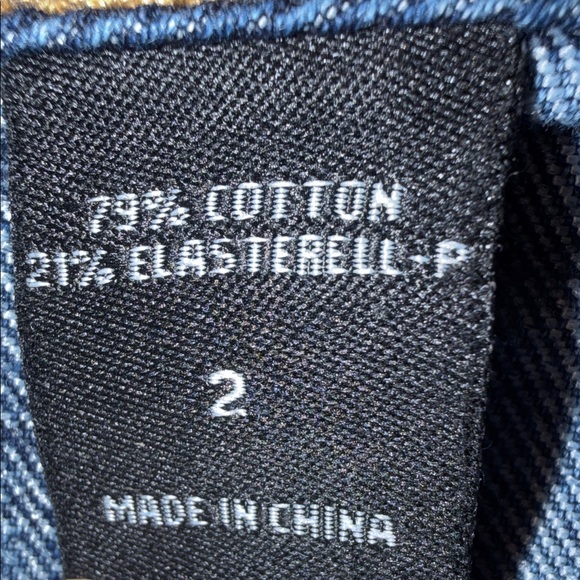 79% COTTON
21% ELASTERELL-P
2
MADE IN CHINA